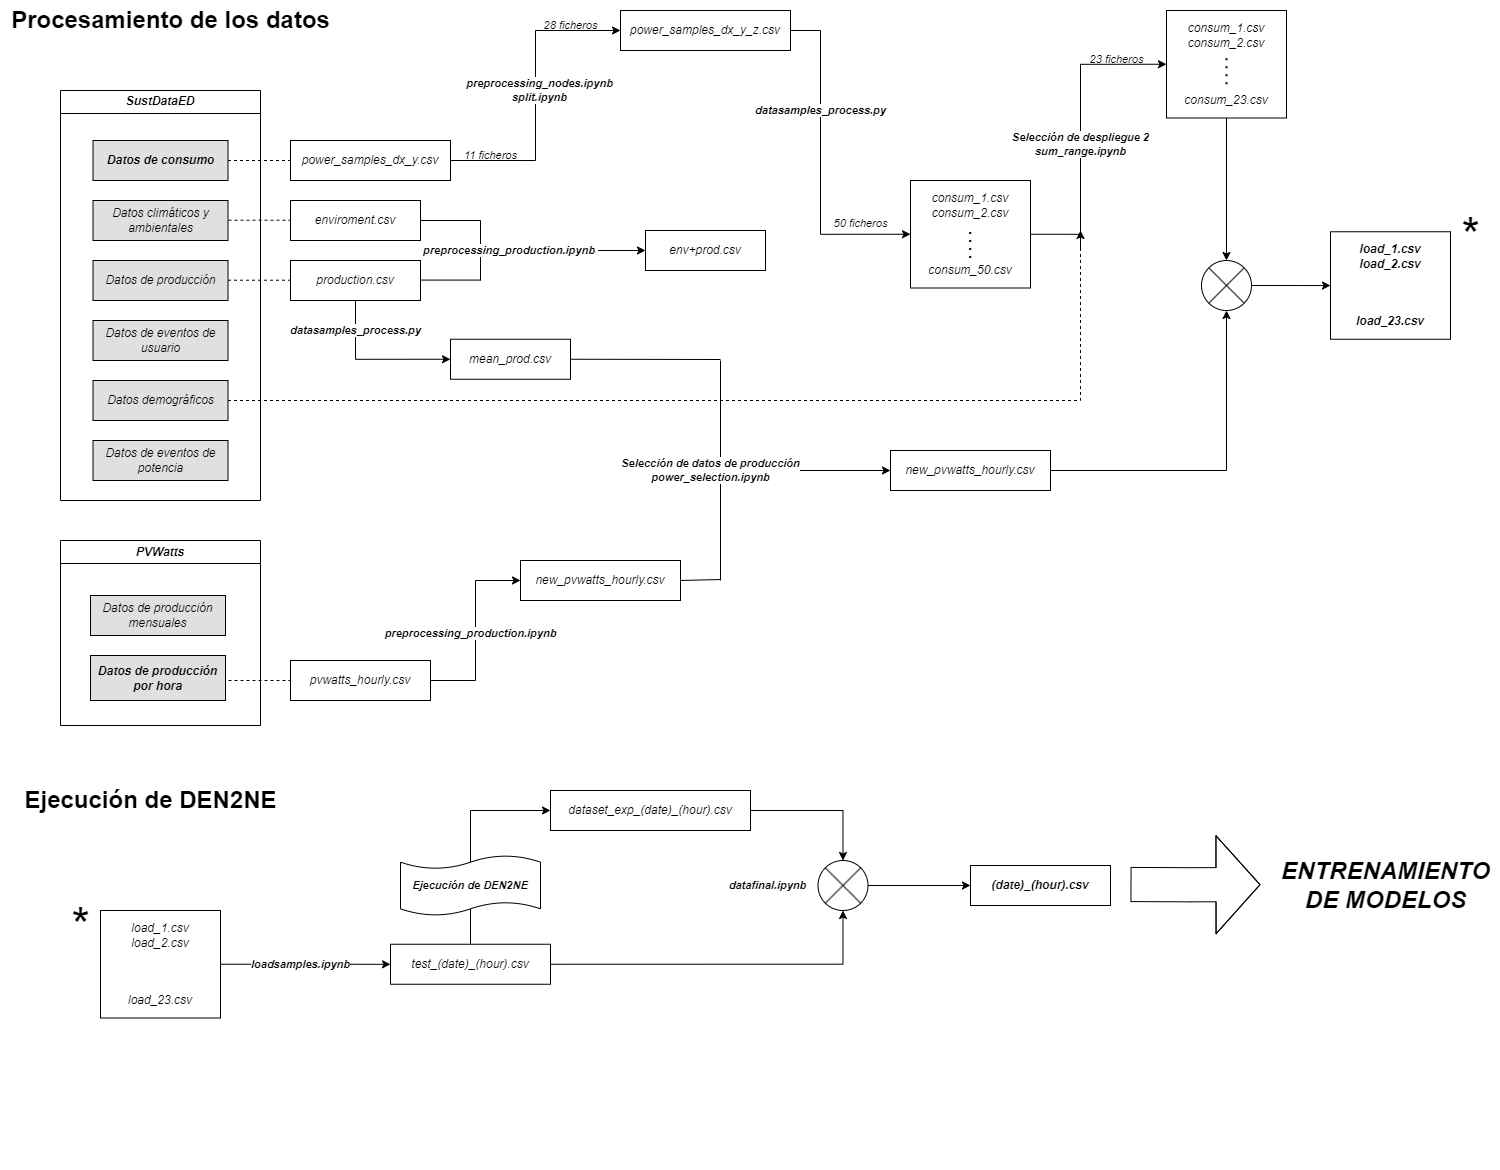 Procesamiento de los datos
SustDataED
Datos de consumo
Datos climáticos y
ambientales
Datos de producción
Datos de eventos de
usuario
Datos demográficos
Datos de eventos de
potencia
power_samples_dx_y.csv
11 ficheros
preprocessing_nodes.ipynb
split.ipynb
28 ficheros
power_samples_dx_y_z.csv
datasamples_process.py
50 ficheros
consum_1.csv
consum_2.csv
consum_50.csv
Selección de despliegue 2
sum_range.ipynb
23 ficheros
consum_1.csv
consum_2.csv
consum_23.csv
enviroment.csv
production.csv
preprocessing_production.ipynb
env+prod.csv
datasamples_process.py
mean_prod.csv
Selección de datos de producción
power_selection.ipynb
new_pvwatts_hourly.csv
*
load_1.csv
load_2.csv
load_23.csv
PVWatts
Datos de producción
mensuales
Datos de producción
por hora
pvwatts_hourly.csv
preprocessing_production.ipynb
new_pvwatts_hourly.csv
Ejecución de DEN2NE
*
load_1.csv
load_2.csv
load_23.csv
loadsamples.ipynb
test_(date)_(hour).csv
Ejecución de DEN2NE
dataset_exp_(date)_(hour).csv
datafinal.ipynb
(date)_(hour).csv
ENTRENAMIENTO
DE MODELOS